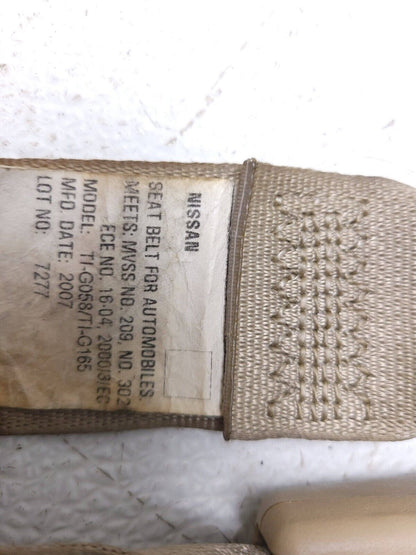 NISSAN
SEAT BELT FOR AUTOMOBILES.
MEETS: MVSS NO. 209, NO. 302
ECE NO. 16-04, 2000/3/EC
MODEL: TI-G058/TI-G165
MFD. DATE: 2007
LOT NO: 7277